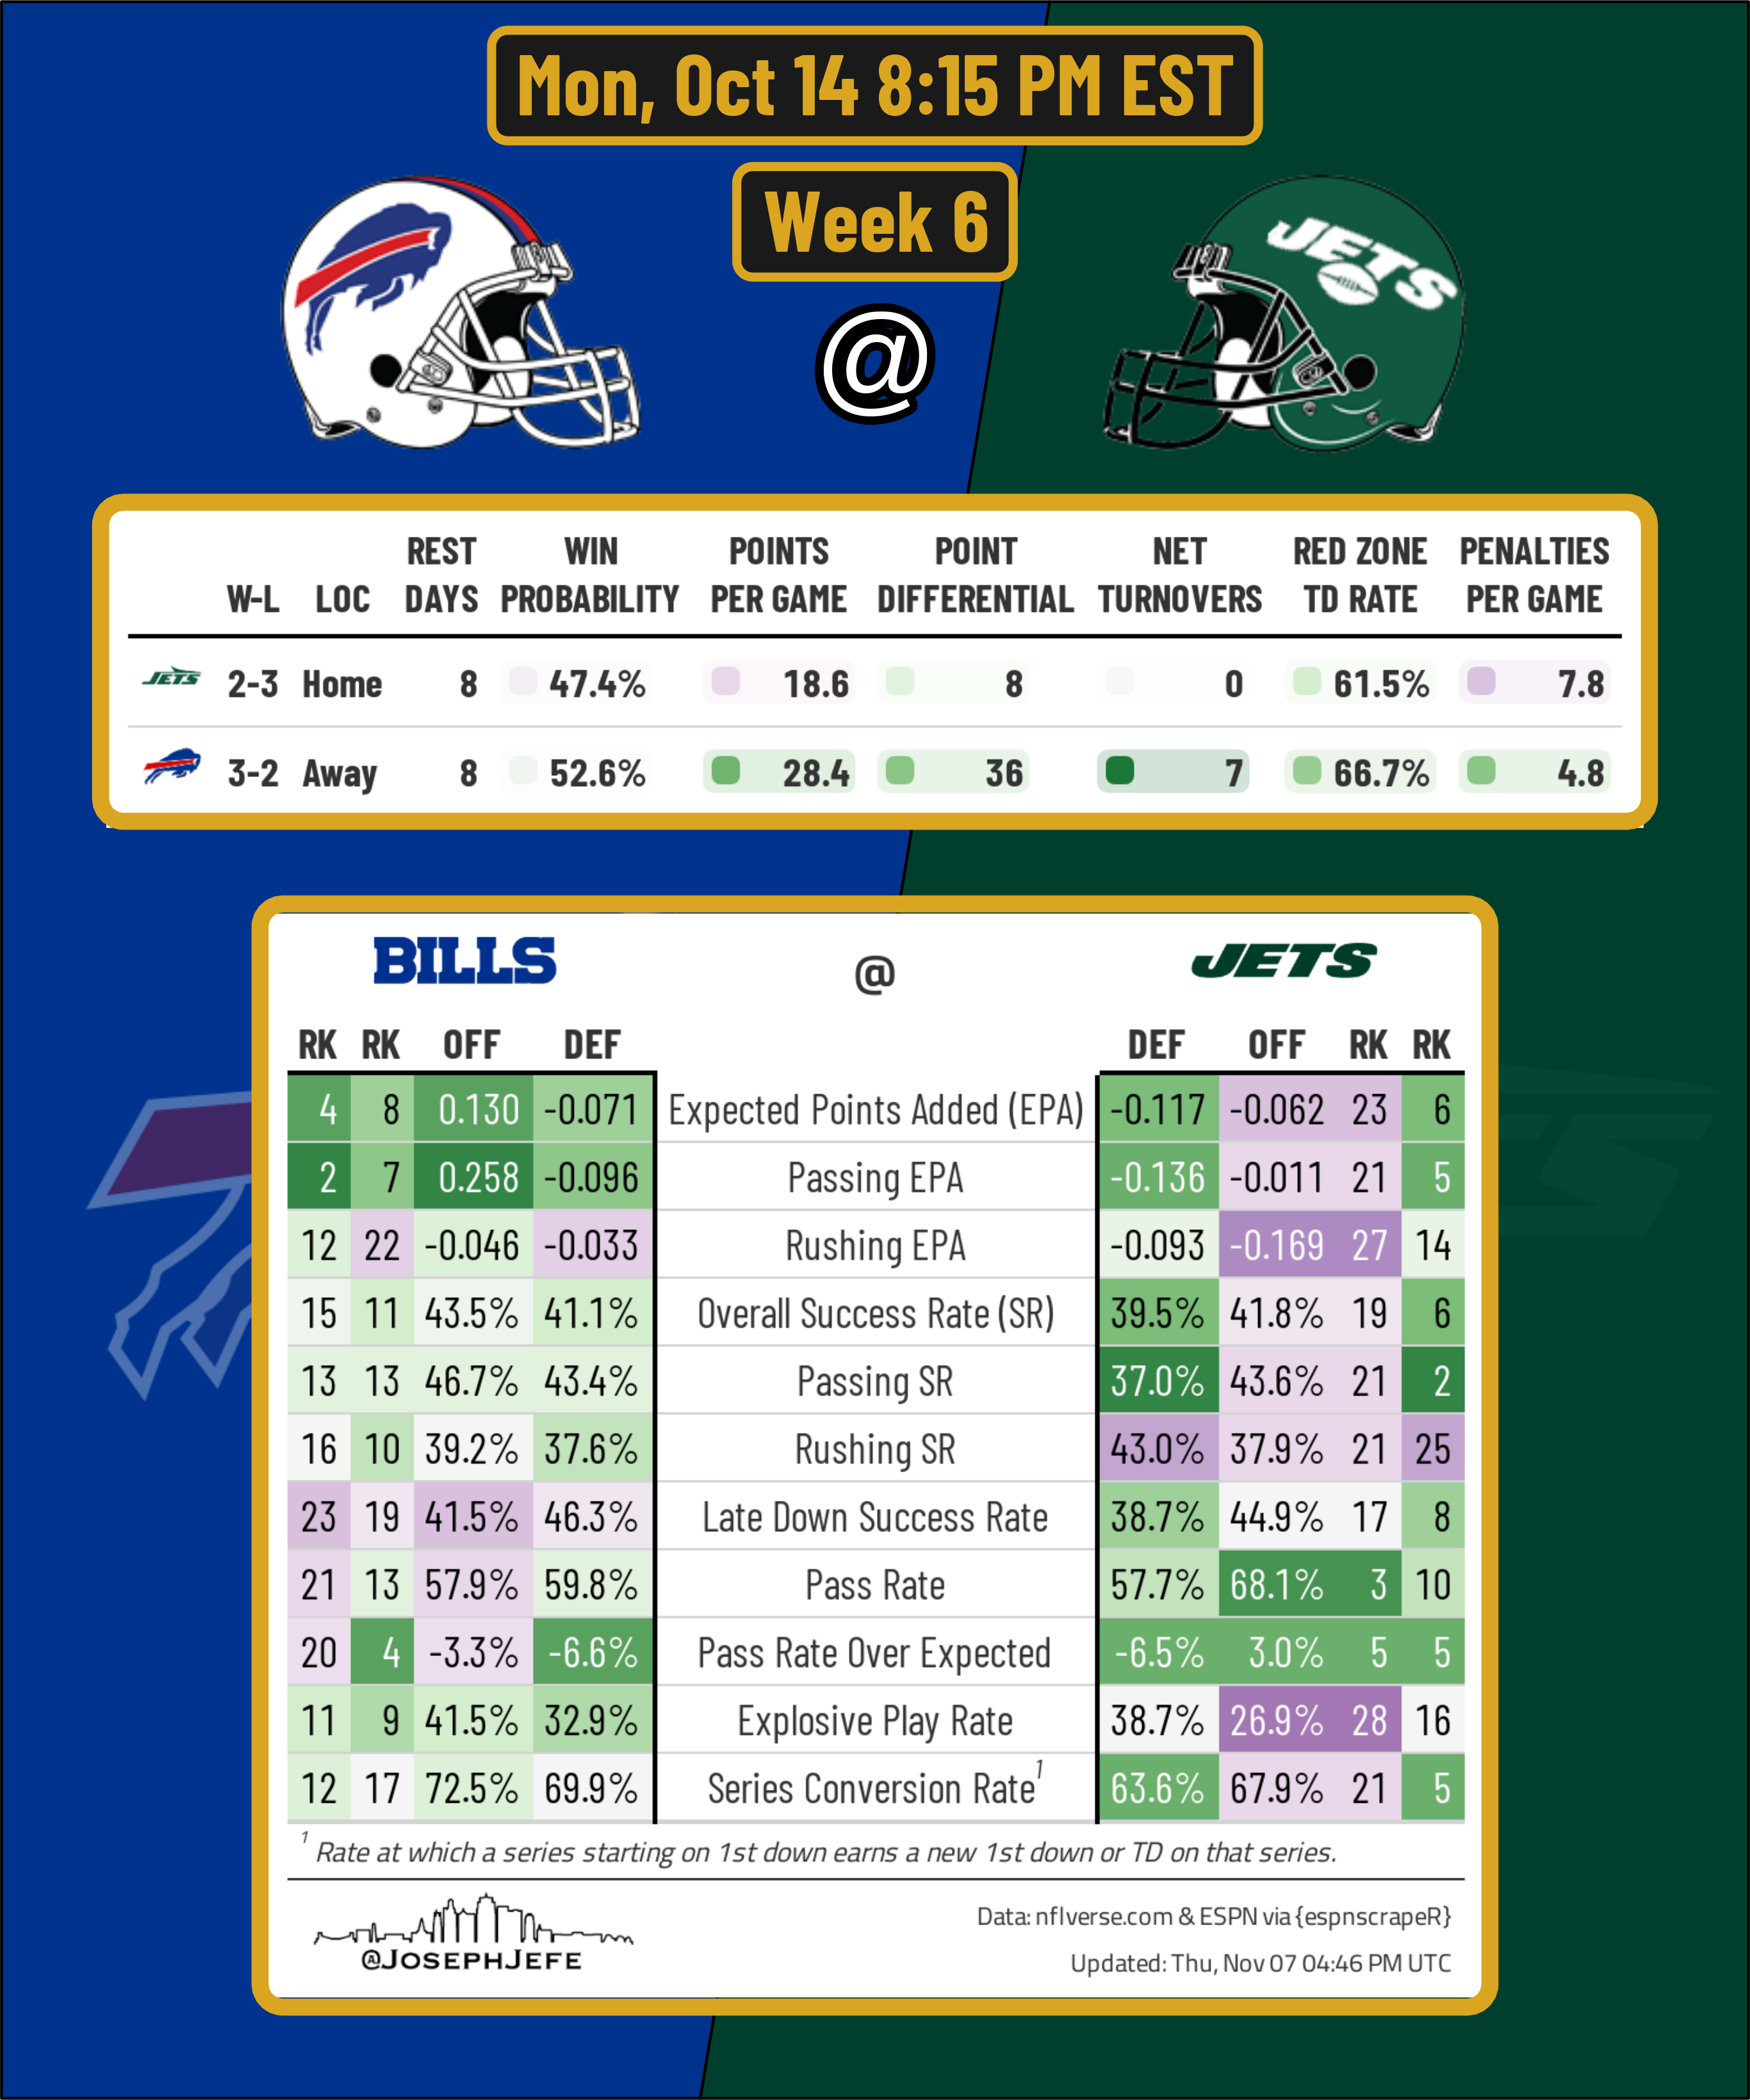 Mon, Oct 14 8:15 PM EST
Week 6
@
JETS
W-L LOC REST DAYS WIN PROBABILITY POINTS PER GAME POINT DIFFERENTIAL NET TURNOVERS RED ZONE TD RATE PENALTIES PER GAME
JETS 2-3 Home 8 47.4% 18.6 8 0 61.5% 7.8
3-2 Away 8 52.6% 28.4 36 7 66.7% 4.8
BILLS @ JETS
RK RK OFF DEF DEF OFF RK RK
4 8 0.130 -0.071 Expected Points Added (EPA) -0.117 -0.062 23 6
2 7 0.258 -0.096 Passing EPA -0.136 -0.011 21 5
12 22 -0.046 -0.033 Rushing EPA -0.093 -0.169 27 14
15 11 43.5% 41.1% Overall Success Rate (SR) 39.5% 41.8% 19 6
13 13 46.7% 43.4% Passing SR 37.0% 43.6% 21 2
16 10 39.2% 37.6% Rushing SR 43.0% 37.9% 21 25
23 19 41.5% 46.3% Late Down Success Rate 38.7% 44.9% 17 8
21 13 57.9% 59.8% Pass Rate 57.7% 68.1% 3 10
20 4 -3.3% -6.6% Pass Rate Over Expected -6.5% 3.0% 5 5
11 9 41.5% 32.9% Explosive Play Rate 38.7% 26.9% 28 16
12 17 72.5% 69.9% Series Conversion Rate¹ 63.6% 67.9% 21 5
¹ Rate at which a series starting on 1st down earns a new 1st down or TD on that series.
@JOSEPHJEFE
Data: nflverse.com & ESPN via {espnscrapeR}
Updated: Thu, Nov 07 04:46 PM UTC